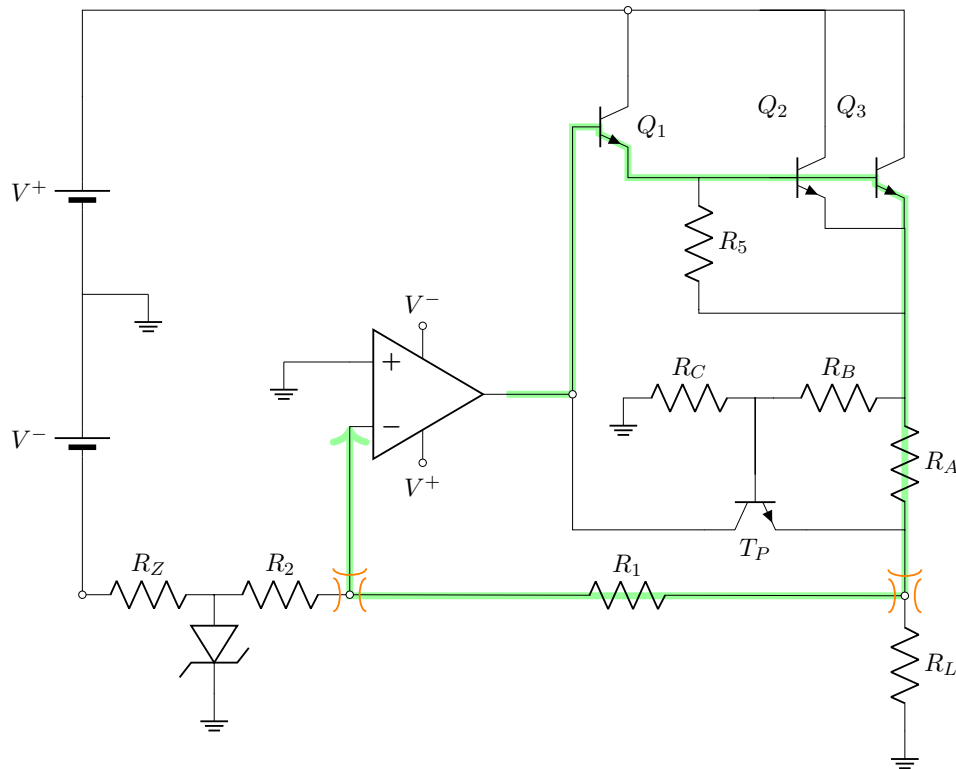 Q₂ Q₃
Q₁
V⁺
R₅
V⁻
+
R_C R_B
−
V⁻
R_A
V⁺
T_P
R_Z R₂ R₁
R_L